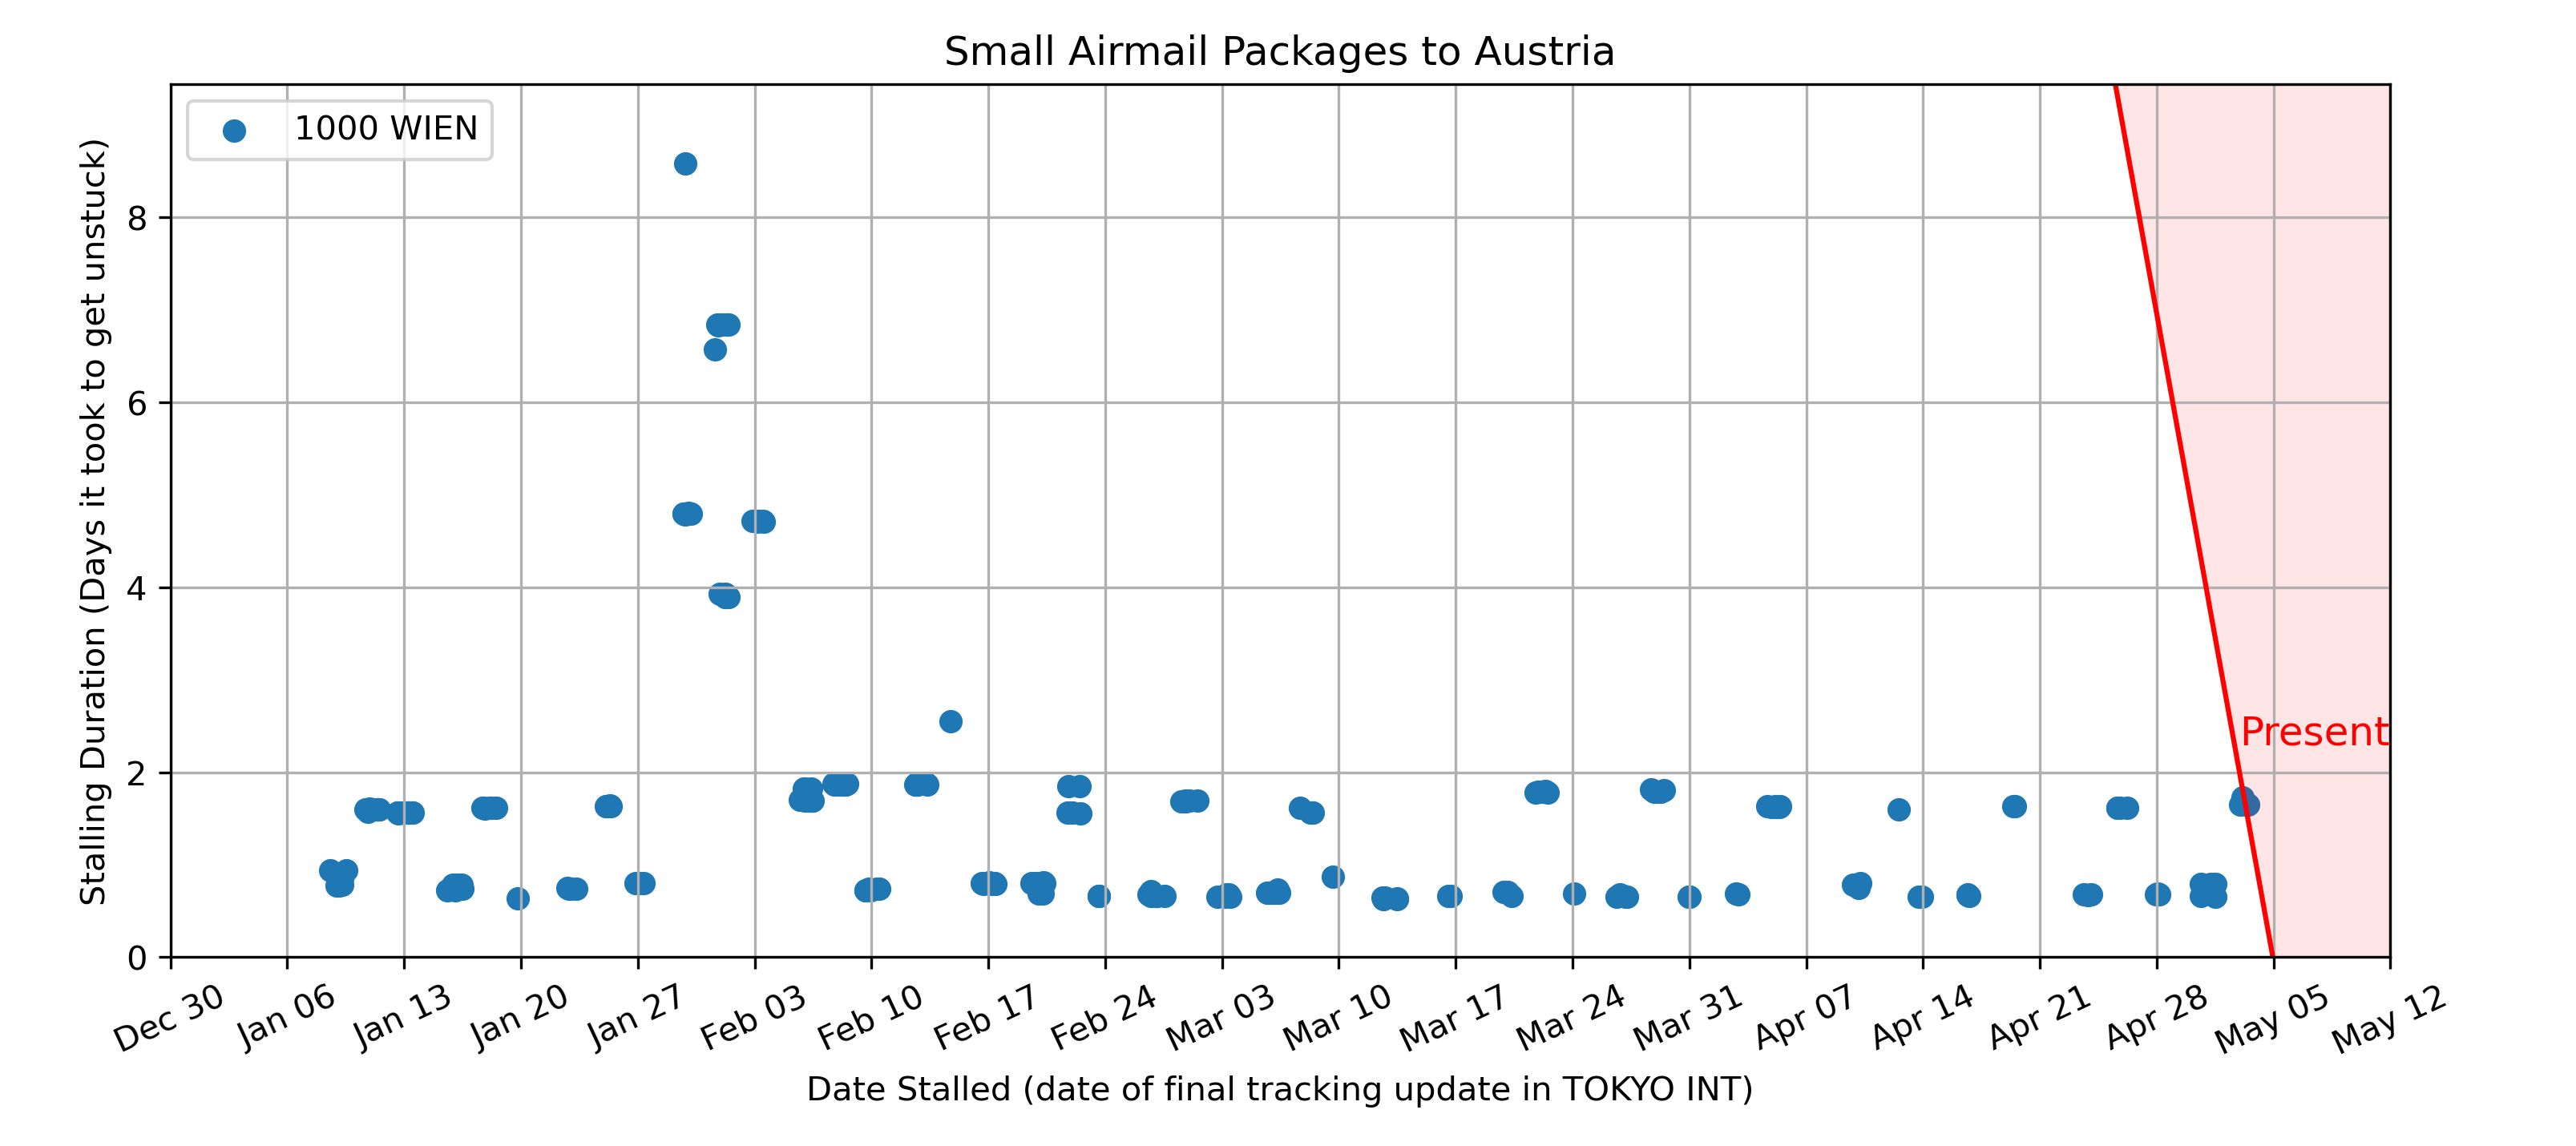 Small Airmail Packages to Austria
1000 WIEN
Stalling Duration (Days it took to get unstuck)
8
6
4
2
0
Present
Dec 30
Jan 06
Jan 13
Jan 20
Jan 27
Feb 03
Feb 10
Feb 17
Feb 24
Mar 03
Mar 10
Mar 17
Mar 24
Mar 31
Apr 07
Apr 14
Apr 21
Apr 28
May 05
May 12
Date Stalled (date of final tracking update in TOKYO INT)